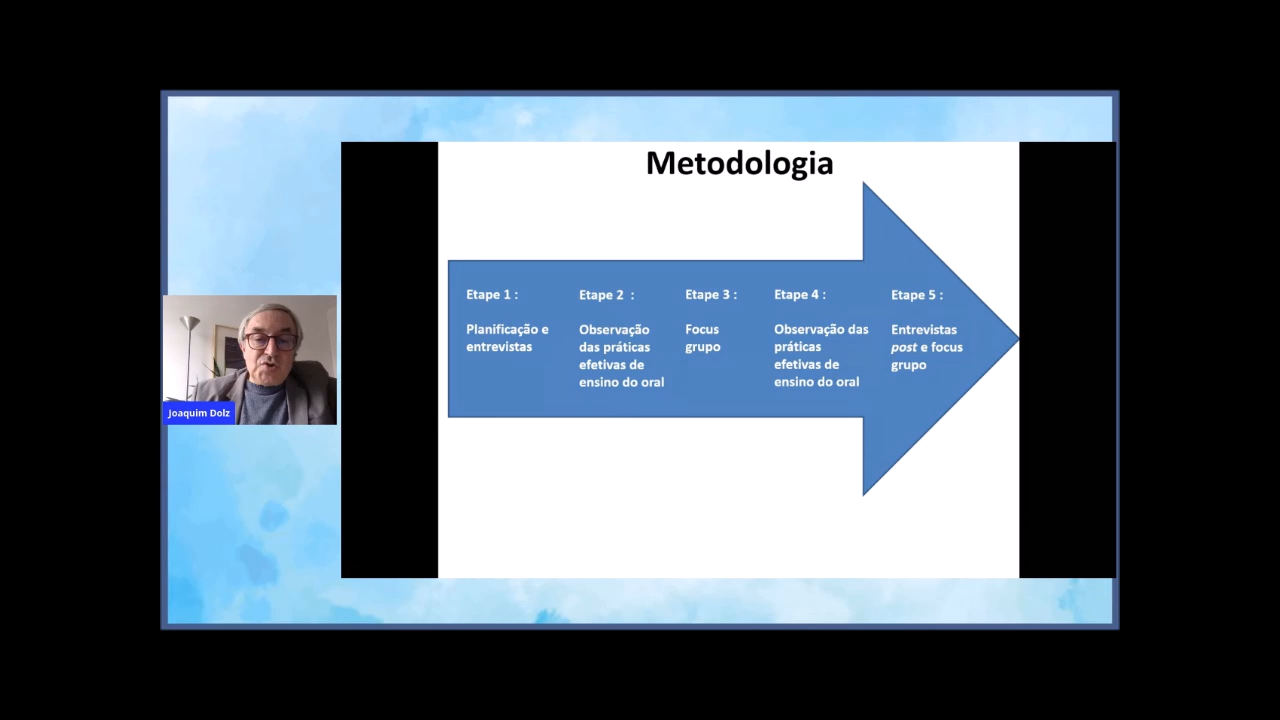 Metodologia
Etape 1 :
Planificação e
entrevistas
Etape 2  :
Observação
das práticas
efetivas de
ensino do oral
Etape 3 :
Focus
grupo
Etape 4 :
Observação das
práticas
efetivas de
ensino do oral
Etape 5 :
Entrevistas
post e focus
grupo
Joaquim Dolz